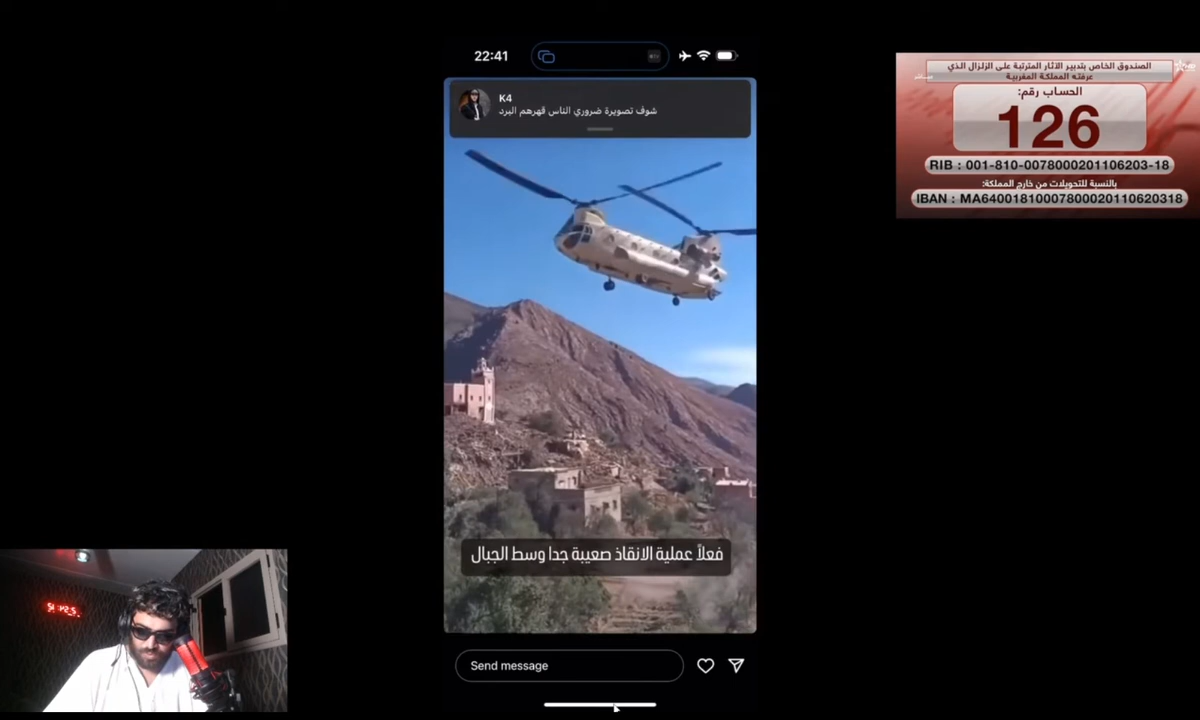 22:41
K4
شوف تصويرة ضروري الناس قهرهم البرد
فعلاً عملية الانقاذ صعيبة جدا وسط الجبال
Send message
الصندوق الخاص بتدبير الآثار المترتبة على الزلزال الذي
عرفته المملكة المغربية
مباشر
الحساب رقم:
126
RIB : 001-810-0078000201106203-18
بالنسبة للتحويلات من خارج المملكة:
IBAN : MA64001810007800020110620318